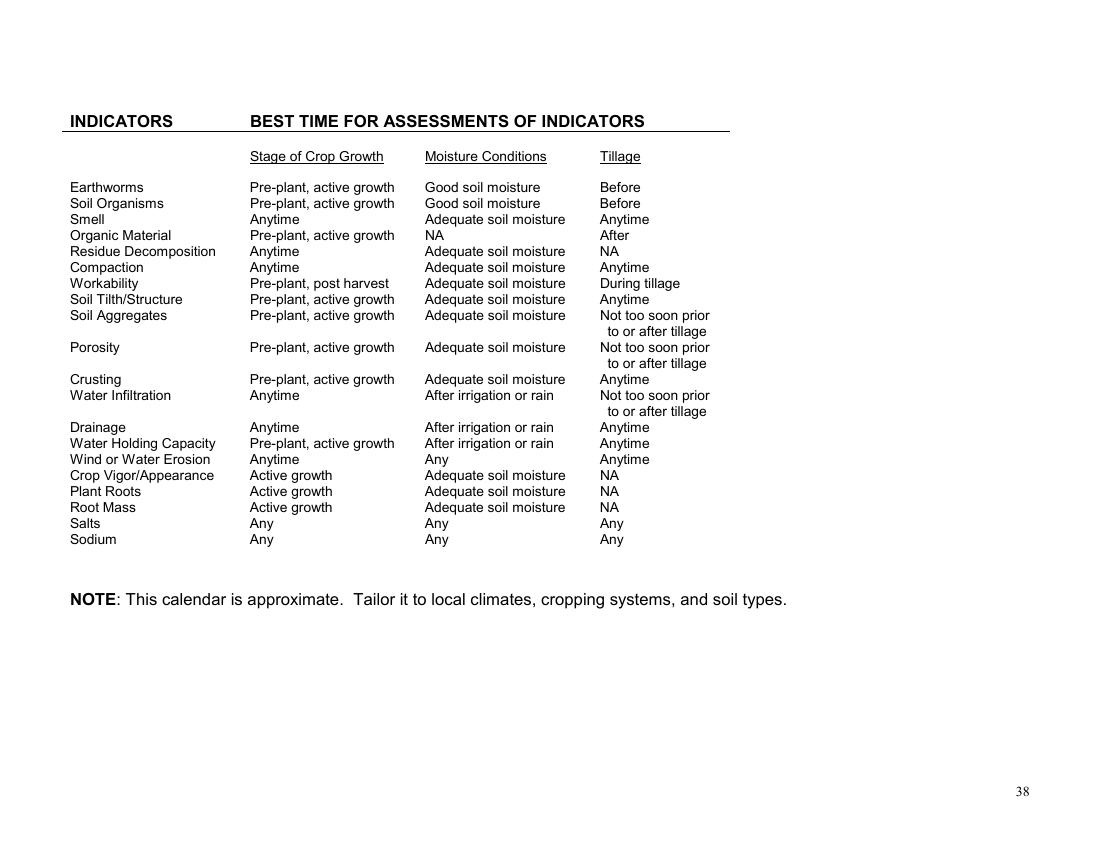 INDICATORS BEST TIME FOR ASSESSMENTS OF INDICATORS
Stage of Crop Growth Moisture Conditions Tillage
Earthworms Pre-plant, active growth Good soil moisture Before
Soil Organisms Pre-plant, active growth Good soil moisture Before
Smell Anytime Adequate soil moisture Anytime
Organic Material Pre-plant, active growth NA After
Residue Decomposition Anytime Adequate soil moisture NA
Compaction Anytime Adequate soil moisture Anytime
Workability Pre-plant, post harvest Adequate soil moisture During tillage
Soil Tilth/Structure Pre-plant, active growth Adequate soil moisture Anytime
Soil Aggregates Pre-plant, active growth Adequate soil moisture Not too soon prior
to or after tillage
Porosity Pre-plant, active growth Adequate soil moisture Not too soon prior
to or after tillage
Crusting Pre-plant, active growth Adequate soil moisture Anytime
Water Infiltration Anytime After irrigation or rain Not too soon prior
to or after tillage
Drainage Anytime After irrigation or rain Anytime
Water Holding Capacity Pre-plant, active growth After irrigation or rain Anytime
Wind or Water Erosion Anytime Any Anytime
Crop Vigor/Appearance Active growth Adequate soil moisture NA
Plant Roots Active growth Adequate soil moisture NA
Root Mass Active growth Adequate soil moisture NA
Salts Any Any Any
Sodium Any Any Any
NOTE: This calendar is approximate. Tailor it to local climates, cropping systems, and soil types.
38